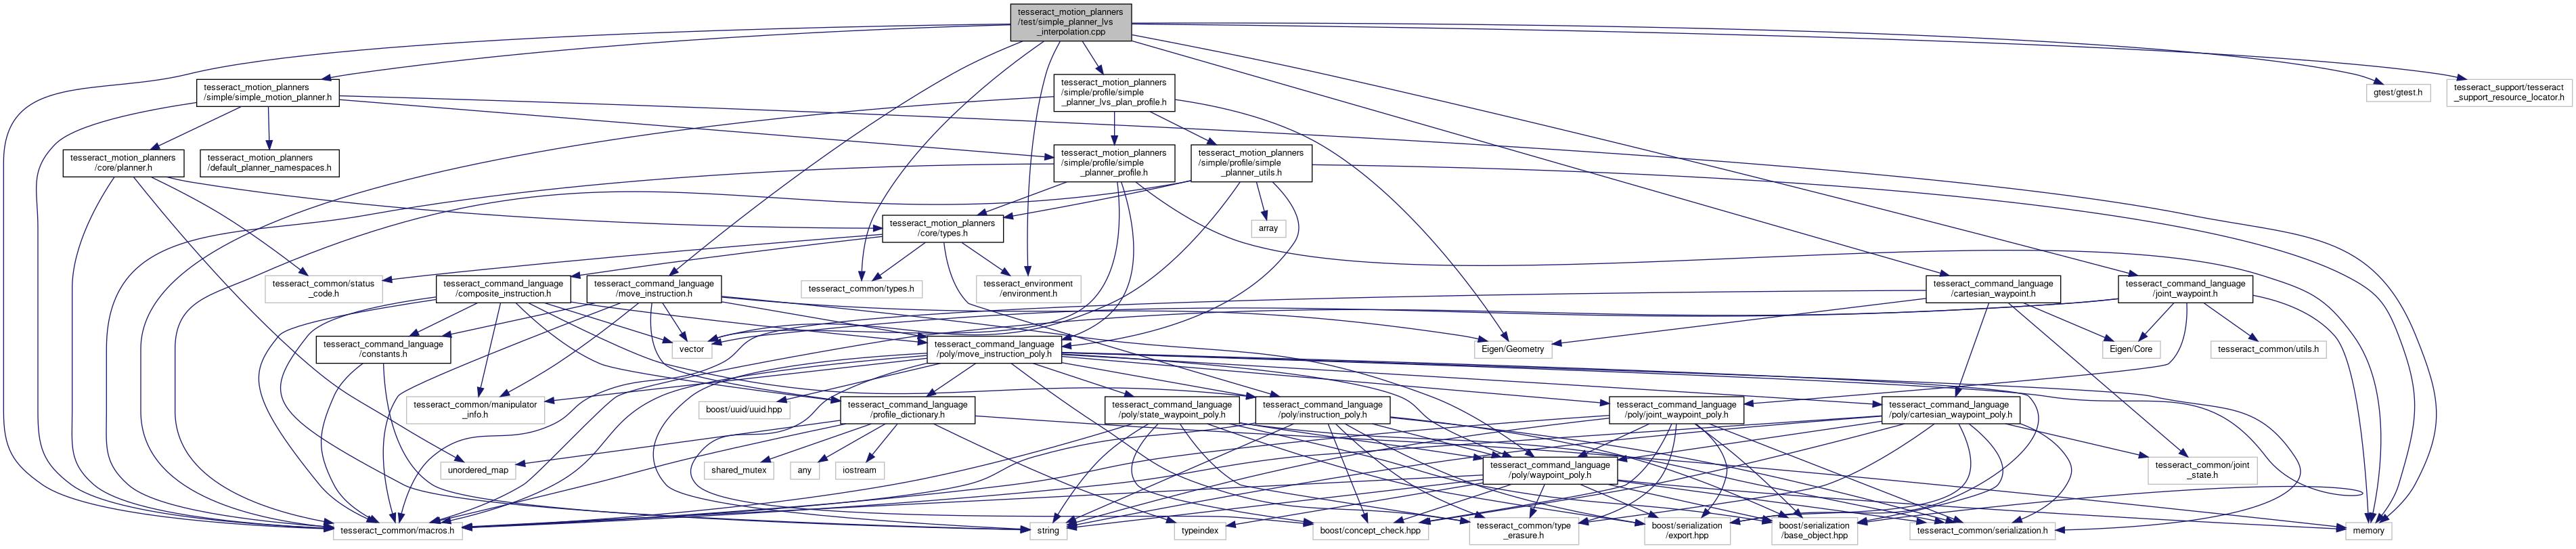 tesseract_motion_planners
/test/simple_planner_lvs
_interpolation.cpp
tesseract_motion_planners
/simple/simple_motion_planner.h
tesseract_motion_planners
/simple/profile/simple
_planner_lvs_plan_profile.h
gtest/gtest.h
tesseract_support/tesseract
_support_resource_locator.h
tesseract_motion_planners
/core/planner.h
tesseract_motion_planners
/default_planner_namespaces.h
tesseract_motion_planners
/simple/profile/simple
_planner_profile.h
tesseract_motion_planners
/simple/profile/simple
_planner_utils.h
tesseract_motion_planners
/core/types.h
array
tesseract_common/status
_code.h
tesseract_command_language
/composite_instruction.h
tesseract_command_language
/move_instruction.h
tesseract_common/types.h
tesseract_environment
/environment.h
tesseract_command_language
/cartesian_waypoint.h
tesseract_command_language
/joint_waypoint.h
tesseract_command_language
/constants.h
vector
tesseract_command_language
/poly/move_instruction_poly.h
Eigen/Geometry
Eigen/Core
tesseract_common/utils.h
tesseract_common/manipulator
_info.h
boost/uuid/uuid.hpp
tesseract_command_language
/profile_dictionary.h
tesseract_command_language
/poly/state_waypoint_poly.h
tesseract_command_language
/poly/instruction_poly.h
tesseract_command_language
/poly/joint_waypoint_poly.h
tesseract_command_language
/poly/cartesian_waypoint_poly.h
unordered_map
shared_mutex
any
iostream
tesseract_command_language
/poly/waypoint_poly.h
tesseract_common/joint
_state.h
tesseract_common/macros.h
string
typeindex
boost/concept_check.hpp
tesseract_common/type
_erasure.h
boost/serialization
/export.hpp
boost/serialization
/base_object.hpp
tesseract_common/serialization.h
memory